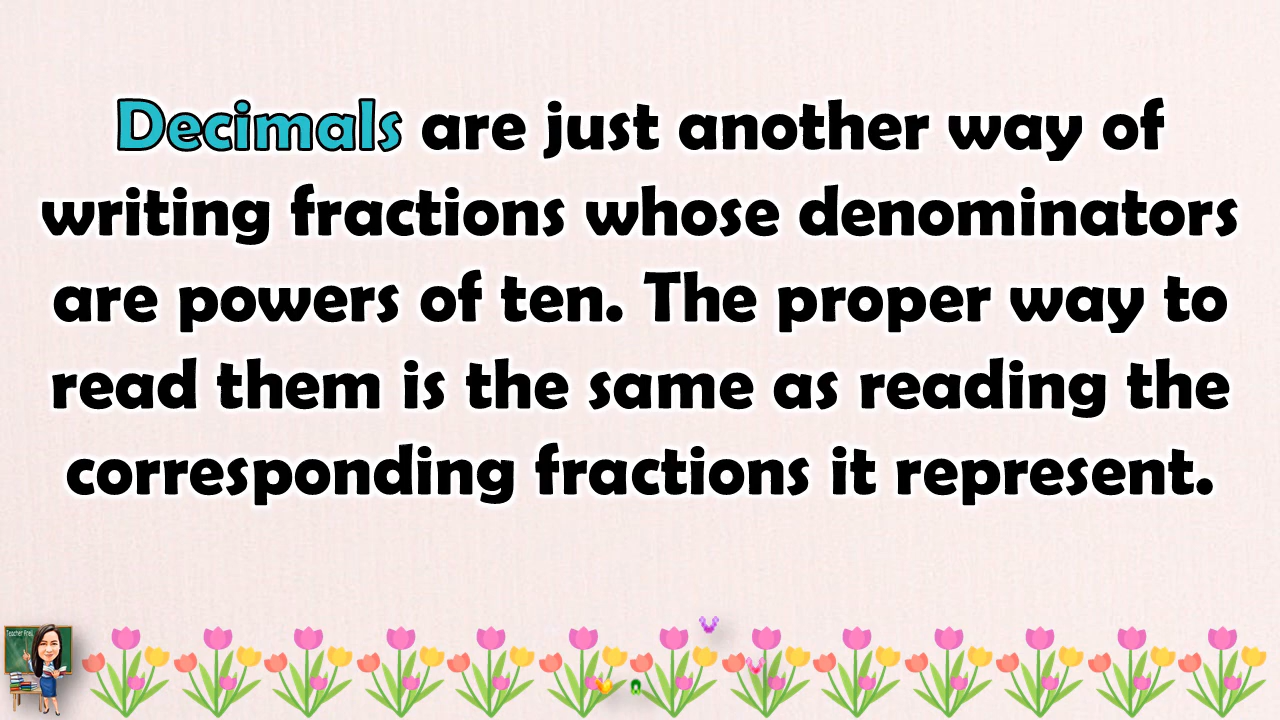 Decimals are just another way of
writing fractions whose denominators
are powers of ten. The proper way to
read them is the same as reading the
corresponding fractions it represent.